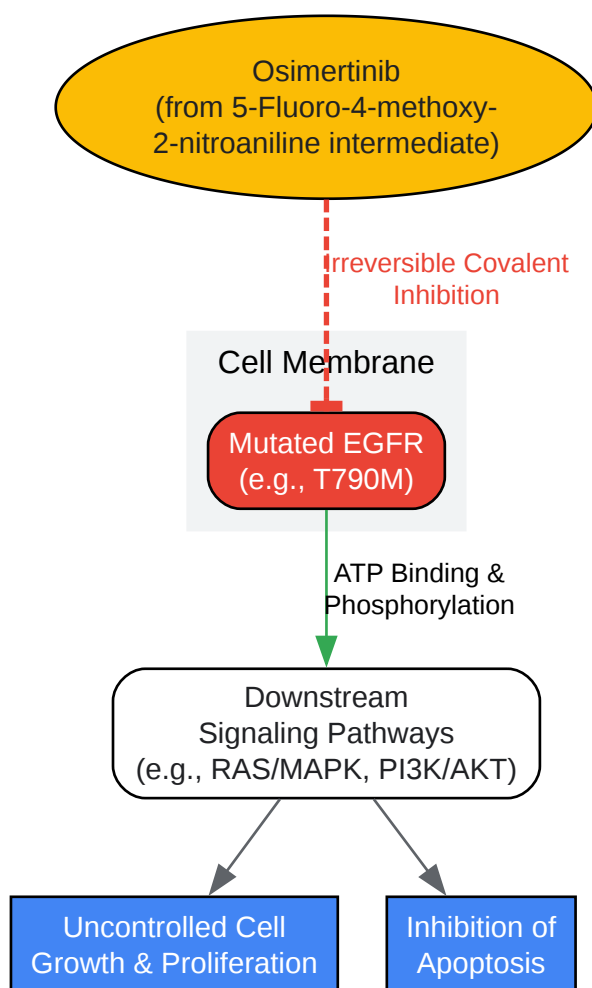 Osimertinib
(from 5-Fluoro-4-methoxy-
2-nitroaniline intermediate)
Irreversible Covalent
Inhibition
Cell Membrane
Mutated EGFR
(e.g., T790M)
ATP Binding &
Phosphorylation
Downstream
Signaling Pathways
(e.g., RAS/MAPK, PI3K/AKT)
Uncontrolled Cell
Growth & Proliferation
Inhibition of
Apoptosis